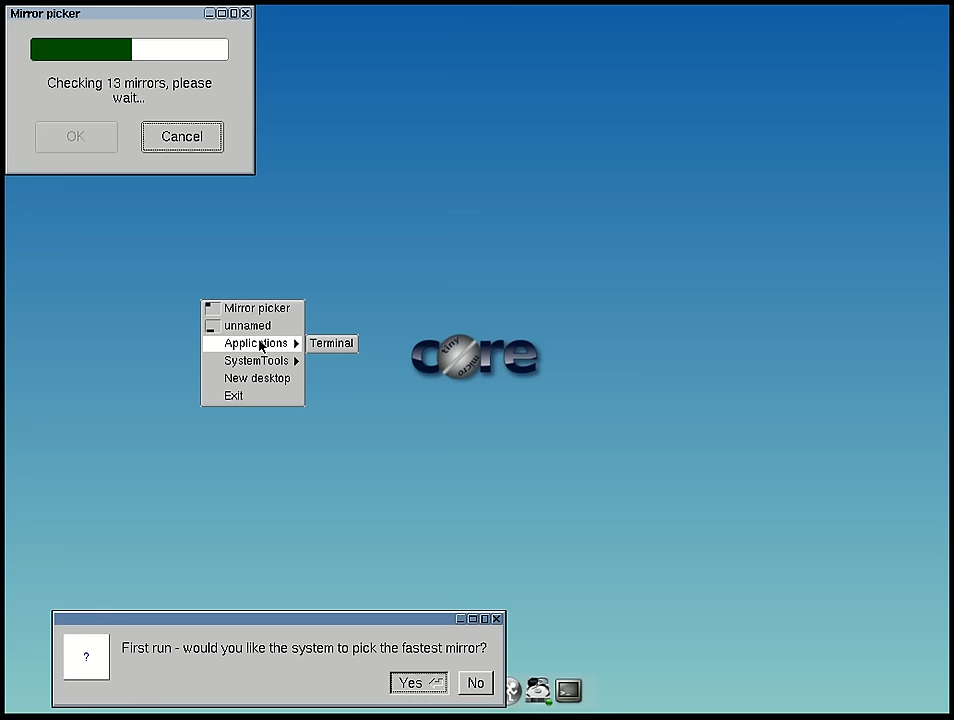 Mirror picker
Checking 13 mirrors, please
wait...
OK
Cancel
Mirror picker
unnamed
Applications
Terminal
SystemTools
New desktop
Exit
core
tiny
micro
?
First run - would you like the system to pick the fastest mirror?
Yes
No